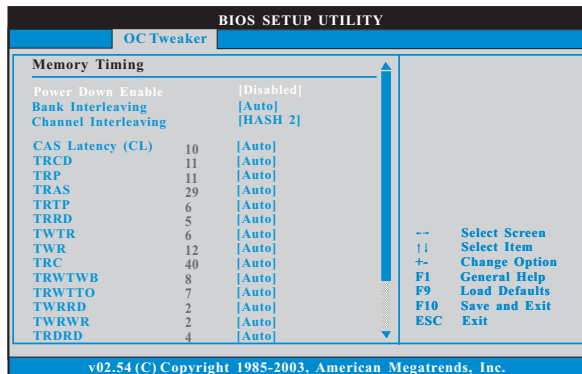 BIOS SETUP UTILITY
OC Tweaker
Memory Timing
Power Down Enable [Disabled]
Bank Interleaving [Auto]
Channel Interleaving [HASH 2]
CAS Latency (CL) 10 [Auto]
TRCD 11 [Auto]
TRP 11 [Auto]
TRAS 29 [Auto]
TRTP 6 [Auto]
TRRD 5 [Auto]
TWTR 6 [Auto]
TWR 12 [Auto]
TRC 40 [Auto]
TRWTWB 8 [Auto]
TRWTTO 7 [Auto]
TWRRD 2 [Auto]
TWRWR 2 [Auto]
TRDRD 4 [Auto]
←→ Select Screen
↑↓ Select Item
+- Change Option
F1 General Help
F9 Load Defaults
F10 Save and Exit
ESC Exit
v02.54 (C) Copyright 1985-2003, American Megatrends, Inc.